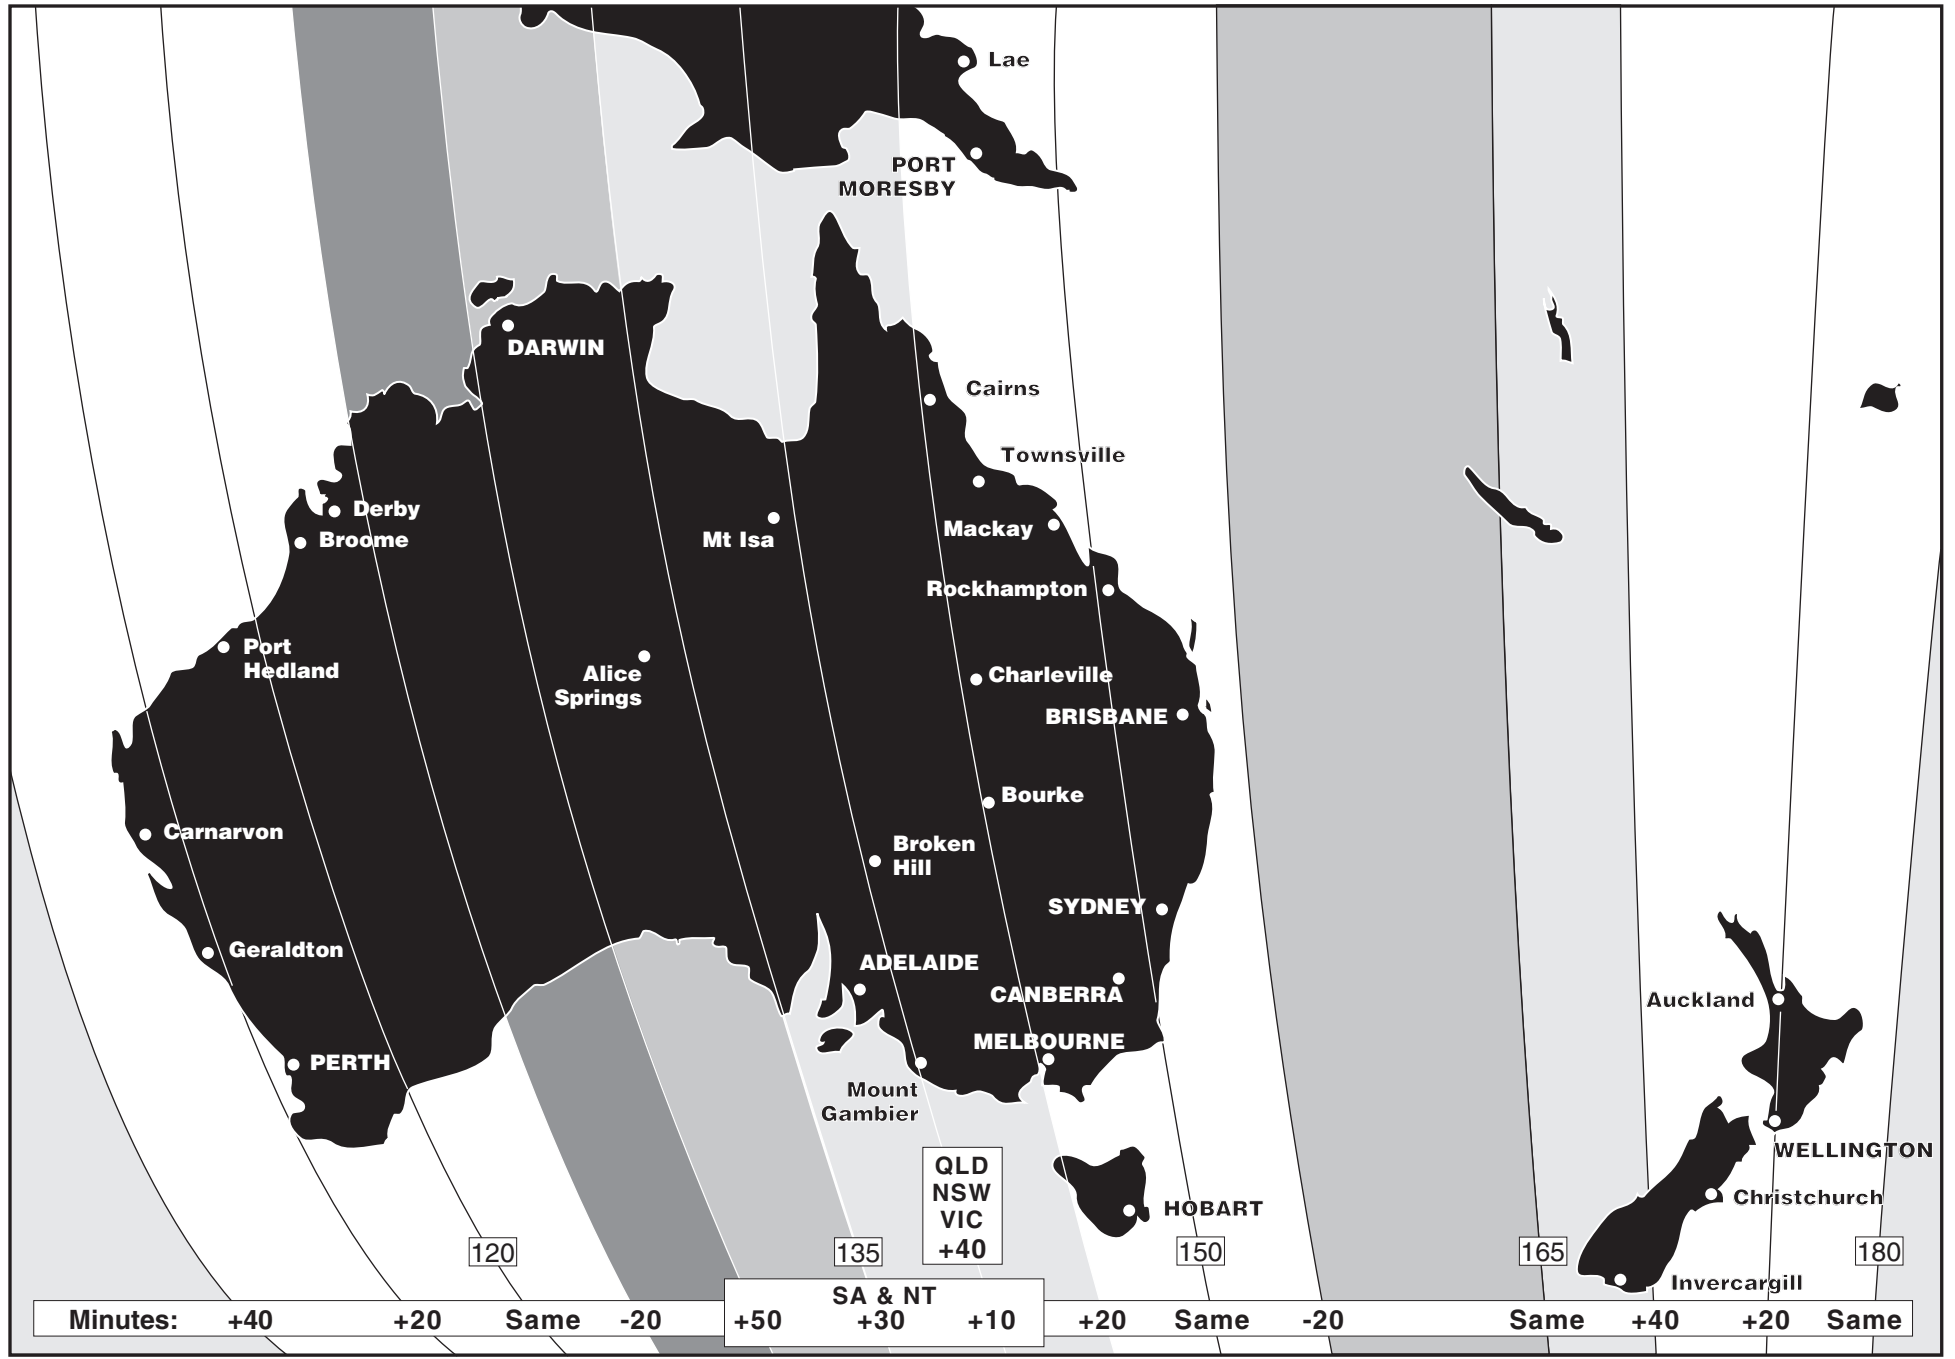 Lae
PORT
MORESBY
DARWIN
Cairns
Townsville
Derby
Broome
Mt Isa
Mackay
Rockhampton
Port
Hedland
Alice
Springs
Charleville
BRISBANE
Bourke
Carnarvon
Broken
Hill
SYDNEY
Geraldton
ADELAIDE
CANBERRA
Auckland
MELBOURNE
PERTH
Mount
Gambier
WELLINGTON
QLD
NSW
VIC
+40
Christchurch
HOBART
120
135
150
165
180
Invercargill
SA & NT
Minutes: +40 +20 Same -20 +50 +30 +10 +20 Same -20 Same +40 +20 Same